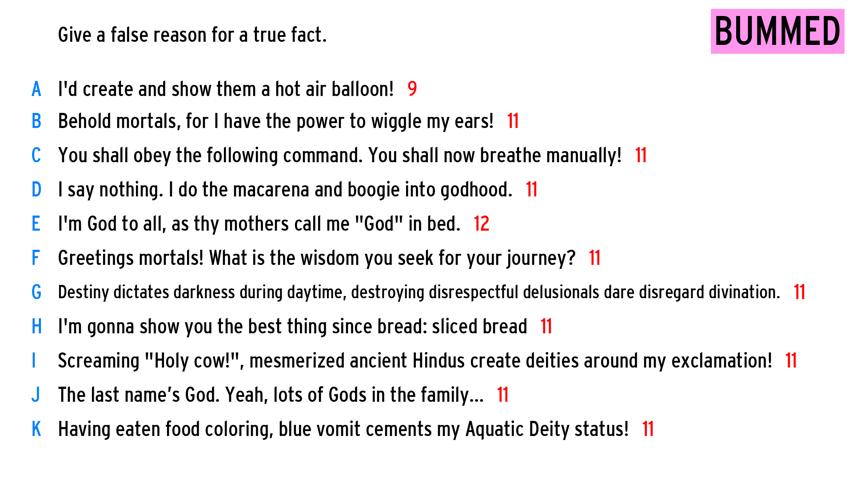 Give a false reason for a true fact.
BUMMED
A I'd create and show them a hot air balloon! 9
B Behold mortals, for I have the power to wiggle my ears! 11
C You shall obey the following command. You shall now breathe manually! 11
D I say nothing. I do the macarena and boogie into godhood. 11
E I'm God to all, as thy mothers call me "God" in bed. 12
F Greetings mortals! What is the wisdom you seek for your journey? 11
G Destiny dictates darkness during daytime, destroying disrespectful delusionals dare disregard divination. 11
H I'm gonna show you the best thing since bread: sliced bread 11
I Screaming "Holy cow!", mesmerized ancient Hindus create deities around my exclamation! 11
J The last name’s God. Yeah, lots of Gods in the family... 11
K Having eaten food coloring, blue vomit cements my Aquatic Deity status! 11